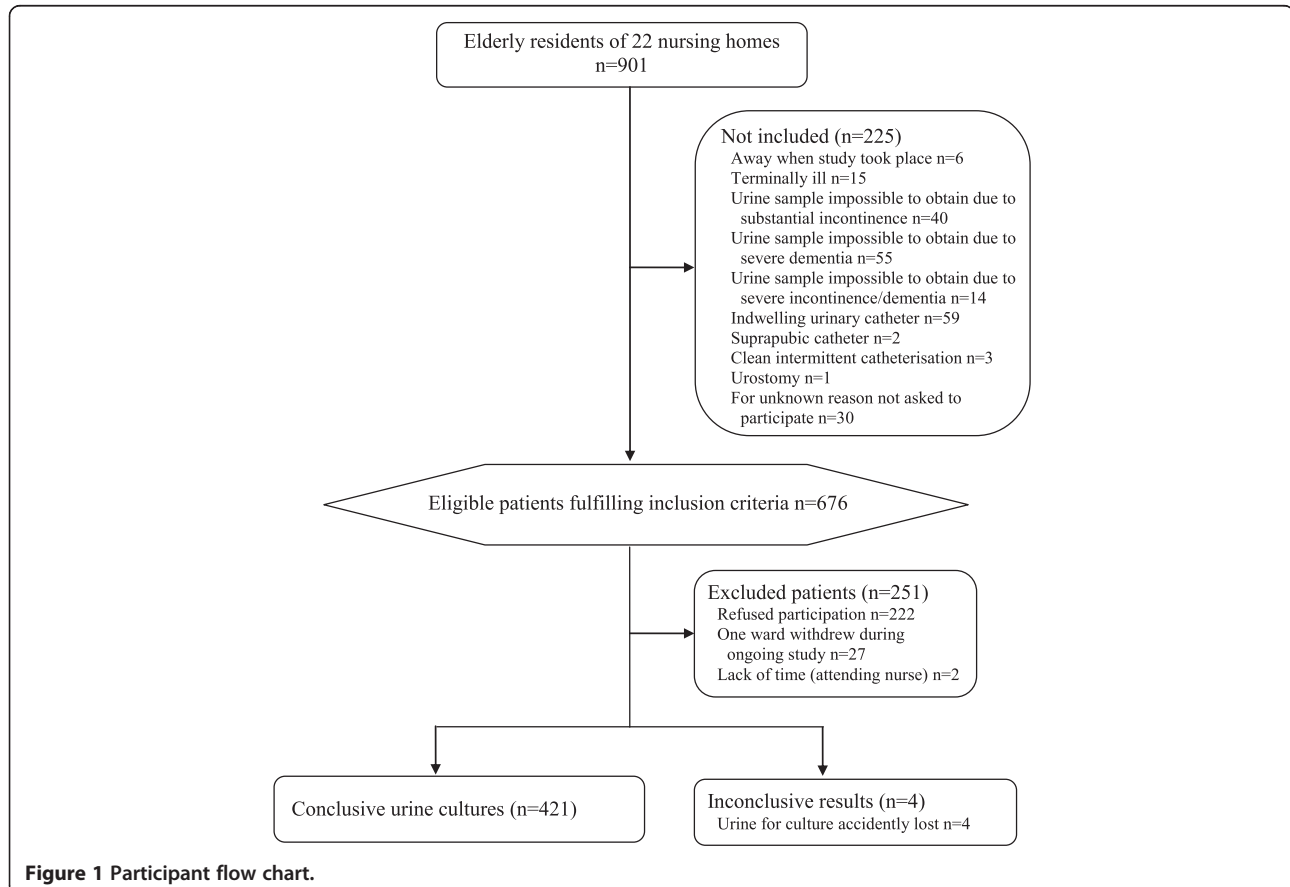 Elderly residents of 22 nursing homes
n=901
Not included (n=225)
Away when study took place n=6
Terminally ill n=15
Urine sample impossible to obtain due to
substantial incontinence n=40
Urine sample impossible to obtain due to
severe dementia n=55
Urine sample impossible to obtain due to
severe incontinence/dementia n=14
Indwelling urinary catheter n=59
Suprapubic catheter n=2
Clean intermittent catheterisation n=3
Urostomy n=1
For unknown reason not asked to
participate n=30
Eligible patients fulfilling inclusion criteria n=676
Excluded patients (n=251)
Refused participation n=222
One ward withdrew during
ongoing study n=27
Lack of time (attending nurse) n=2
Conclusive urine cultures (n=421)
Inconclusive results (n=4)
Urine for culture accidently lost n=4
Figure 1 Participant flow chart.